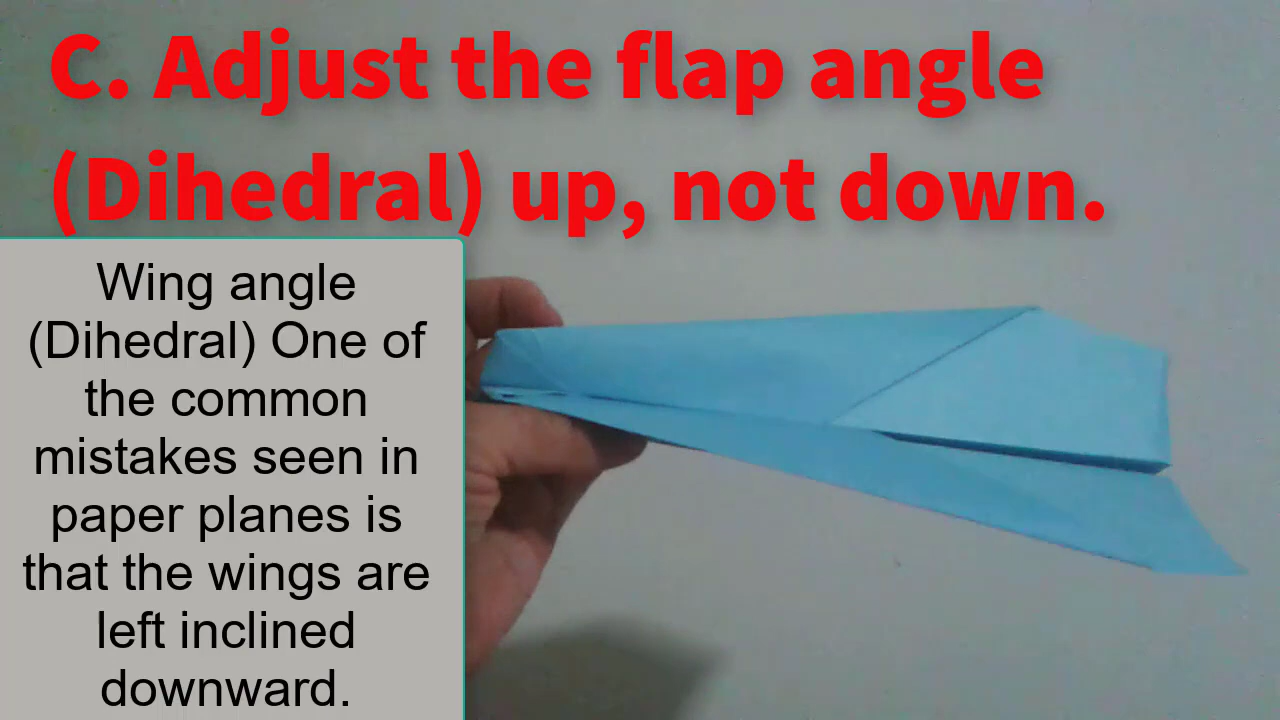 C. Adjust the flap angle
(Dihedral) up, not down.
Wing angle
(Dihedral) One of
the common
mistakes seen in
paper planes is
that the wings are
left inclined
downward.